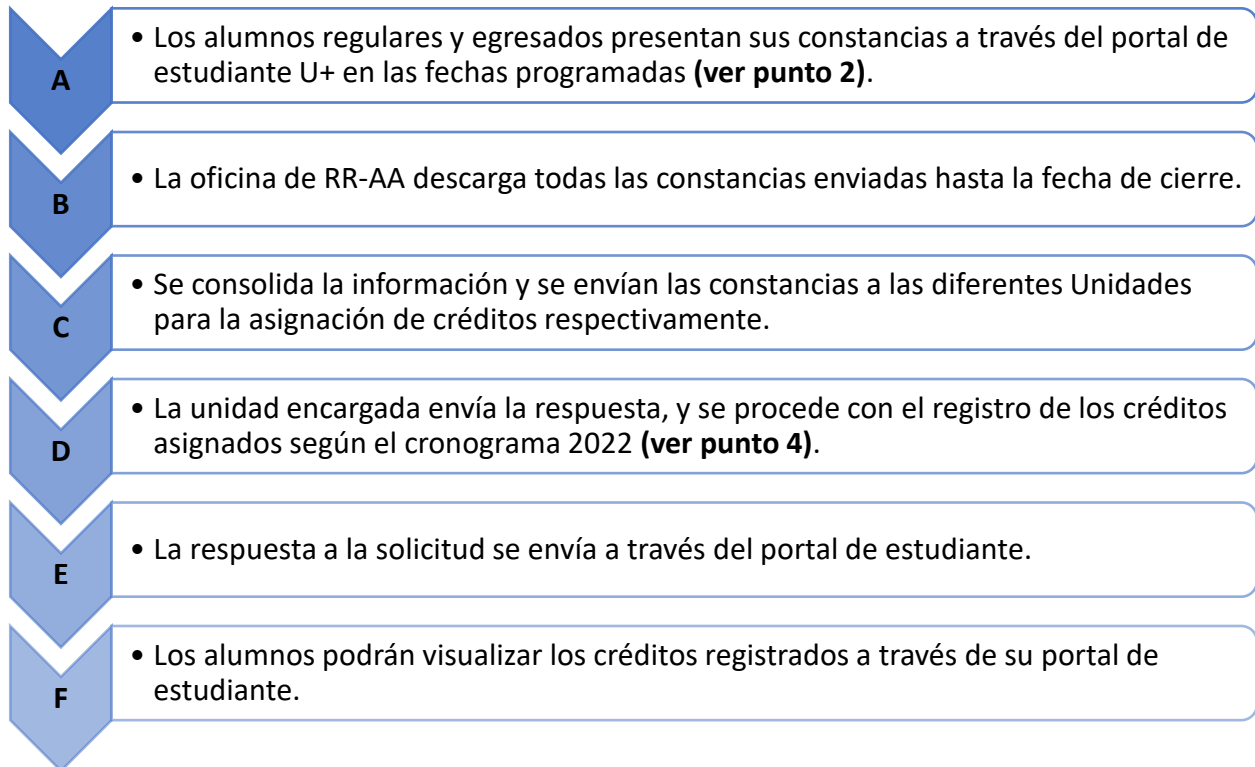 A
• Los alumnos regulares y egresados presentan sus constancias a través del portal de
estudiante U+ en las fechas programadas (ver punto 2).
B
• La oficina de RR-AA descarga todas las constancias enviadas hasta la fecha de cierre.
C
• Se consolida la información y se envían las constancias a las diferentes Unidades
para la asignación de créditos respectivamente.
D
• La unidad encargada envía la respuesta, y se procede con el registro de los créditos
asignados según el cronograma 2022 (ver punto 4).
E
• La respuesta a la solicitud se envía a través del portal de estudiante.
F
• Los alumnos podrán visualizar los créditos registrados a través de su portal de
estudiante.